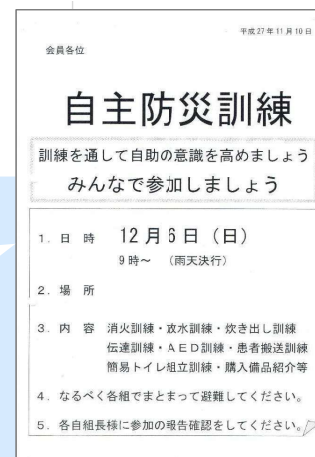 平成27年11月10日
会員各位
自主防災訓練
訓練を通して自助の意識を高めましょう
みんなで参加しましょう
1. 日 時 12月6日（日）
9時～ （雨天決行）
2. 場 所
3. 内 容 消火訓練・放水訓練・炊き出し訓練
伝達訓練・AED訓練・患者搬送訓練
簡易トイレ組立訓練・購入備品紹介等
4. なるべく各組でまとまって避難してください。
5. 各自組長様に参加の報告確認をしてください。